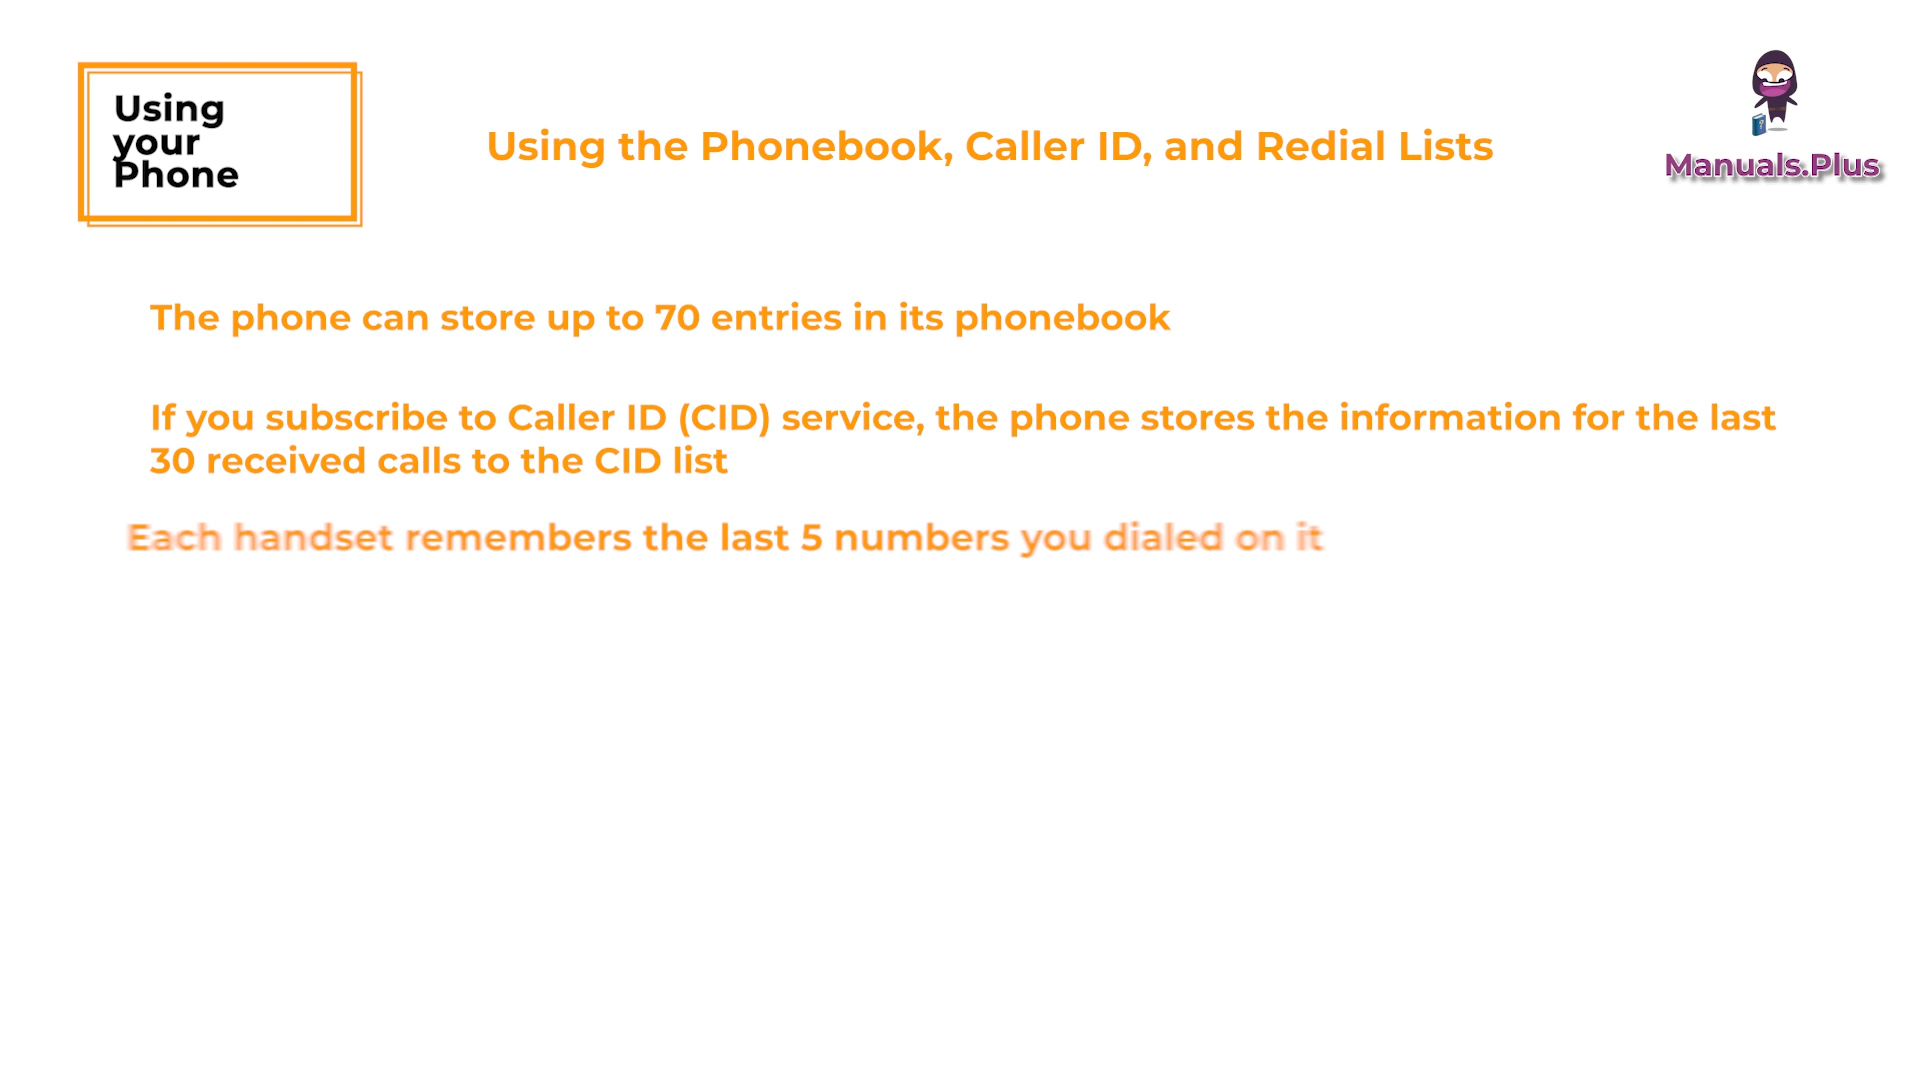 Using
your
Phone
Using the Phonebook, Caller ID, and Redial Lists
Manuals.Plus
The phone can store up to 70 entries in its phonebook
If you subscribe to Caller ID (CID) service, the phone stores the information for the last
30 received calls to the CID list
Each handset remembers the last 5 numbers you dialed on it